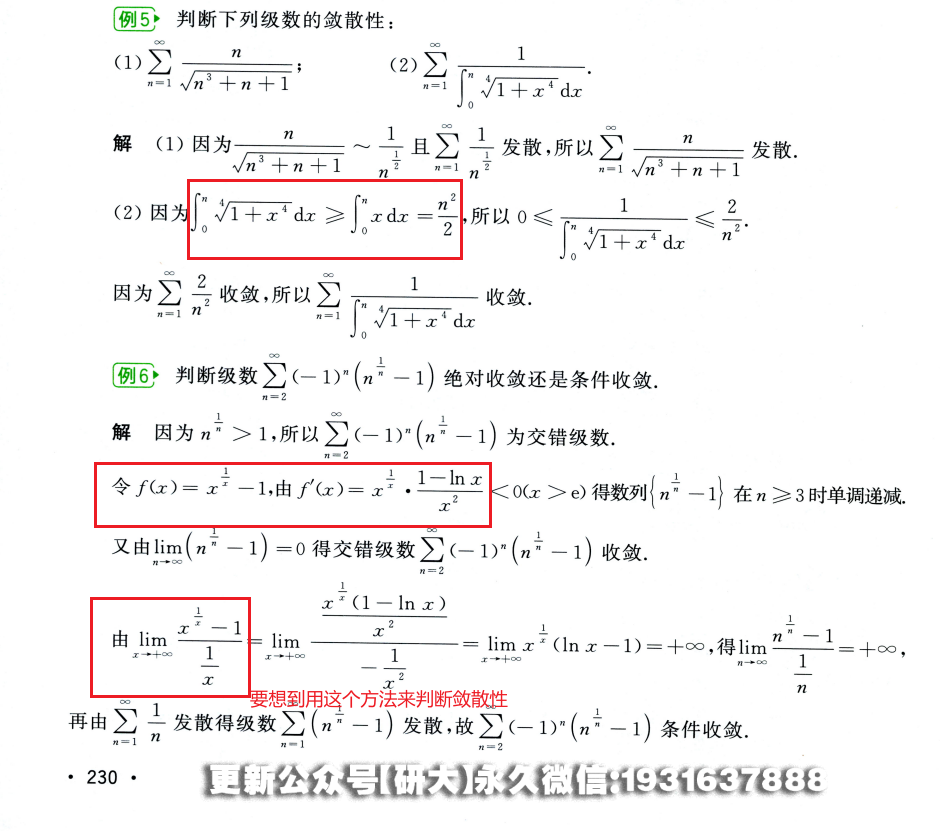 例5 判断下列级数的敛散性:
(1) $\sum_{n=1}^{\infty} \frac{n}{\sqrt{n^3+n+1}}$; (2) $\sum_{n=1}^{\infty} \frac{1}{\int_0^n \sqrt[4]{1+x^4}\,dx}$.
解 (1) 因为 $\frac{n}{\sqrt{n^3+n+1}} \sim \frac{1}{n^{\frac{1}{2}}}$ 且 $\sum_{n=1}^{\infty} \frac{1}{n^{\frac{1}{2}}}$ 发散,所以 $\sum_{n=1}^{\infty} \frac{n}{\sqrt{n^3+n+1}}$ 发散.
(2) 因为 $\int_0^n \sqrt[4]{1+x^4}\,dx \geq \int_0^n x\,dx = \frac{n^2}{2}$,所以 $0 \leq \frac{1}{\int_0^n \sqrt[4]{1+x^4}\,dx} \leq \frac{2}{n^2}$.
因为 $\sum_{n=1}^{\infty} \frac{2}{n^2}$ 收敛,所以 $\sum_{n=1}^{\infty} \frac{1}{\int_0^n \sqrt[4]{1+x^4}\,dx}$ 收敛.
例6 判断级数 $\sum_{n=2}^{\infty} (-1)^n \left(n^{\frac{1}{n}} - 1\right)$ 绝对收敛还是条件收敛.
解 因为 $n^{\frac{1}{n}} > 1$,所以 $\sum_{n=2}^{\infty} (-1)^n \left(n^{\frac{1}{n}} - 1\right)$ 为交错级数.
令 $f(x) = x^{\frac{1}{x}} - 1$,由 $f'(x) = x^{\frac{1}{x}} \cdot \frac{1-\ln x}{x^2} < 0 (x > e)$ 得数列 $\left\{n^{\frac{1}{n}} - 1\right\}$ 在 $n \geq 3$ 时单调递减.
又由 $\lim_{n\to\infty} \left(n^{\frac{1}{n}} - 1\right) = 0$ 得交错级数 $\sum_{n=2}^{\infty} (-1)^n \left(n^{\frac{1}{n}} - 1\right)$ 收敛.
由 $\lim_{x\to+\infty} \frac{x^{\frac{1}{x}} - 1}{\frac{1}{x}} = \lim_{x\to+\infty} \frac{\frac{x^{\frac{1}{x}}(1-\ln x)}{x^2}}{-\frac{1}{x^2}} = \lim_{x\to+\infty} x^{\frac{1}{x}} (\ln x - 1) = +\infty$,得 $\lim_{n\to\infty} \frac{n^{\frac{1}{n}} - 1}{\frac{1}{n}} = +\infty$,
要想到用这个方法来判断敛散性
再由 $\sum_{n=1}^{\infty} \frac{1}{n}$ 发散得级数 $\sum_{n=1}^{\infty} \left(n^{\frac{1}{n}} - 1\right)$ 发散,故 $\sum_{n=2}^{\infty} (-1)^n \left(n^{\frac{1}{n}} - 1\right)$ 条件收敛.
· 230 ·
更新公众号【研大】永久微信:1931637888